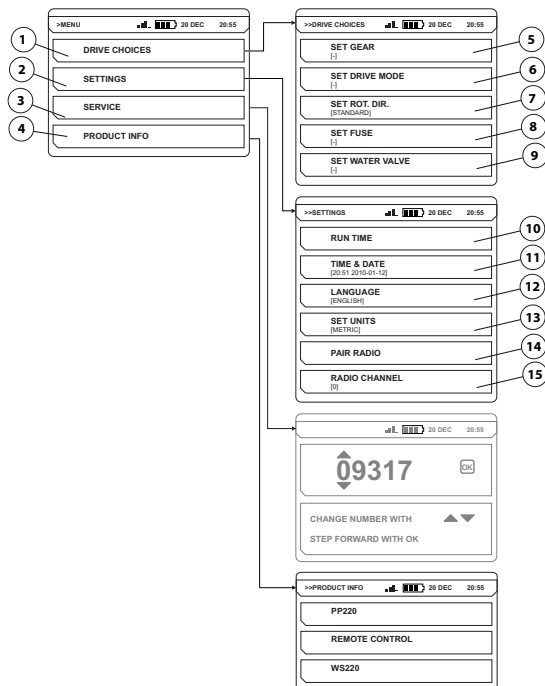 >MENU 20 DEC 20:55
1
DRIVE CHOICES
2
SETTINGS
3
SERVICE
4
PRODUCT INFO
>>DRIVE CHOICES 20 DEC 20:55
SET GEAR
[-]
5
SET DRIVE MODE
[-]
6
SET ROT. DIR.
[STANDARD]
7
SET FUSE
[-]
8
SET WATER VALVE
[-]
9
>>SETTINGS 20 DEC 20:55
RUN TIME
10
TIME & DATE
[20:51 2010-01-12]
11
LANGUAGE
[ENGLISH]
12
SET UNITS
[METRIC]
13
PAIR RADIO
14
RADIO CHANNEL
[0]
15
20 DEC 20:55
09317 OK
CHANGE NUMBER WITH
STEP FORWARD WITH OK
>>PRODUCT INFO 20 DEC 20:55
PP220
REMOTE CONTROL
WS220